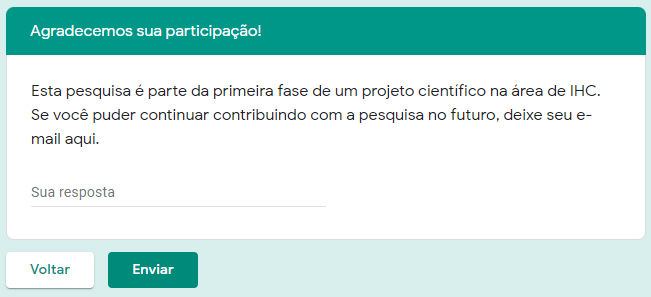 Agradecemos sua participação!
Esta pesquisa é parte da primeira fase de um projeto científico na área de IHC.
Se você puder continuar contribuindo com a pesquisa no futuro, deixe seu e-
mail aqui.
Sua resposta
Voltar
Enviar